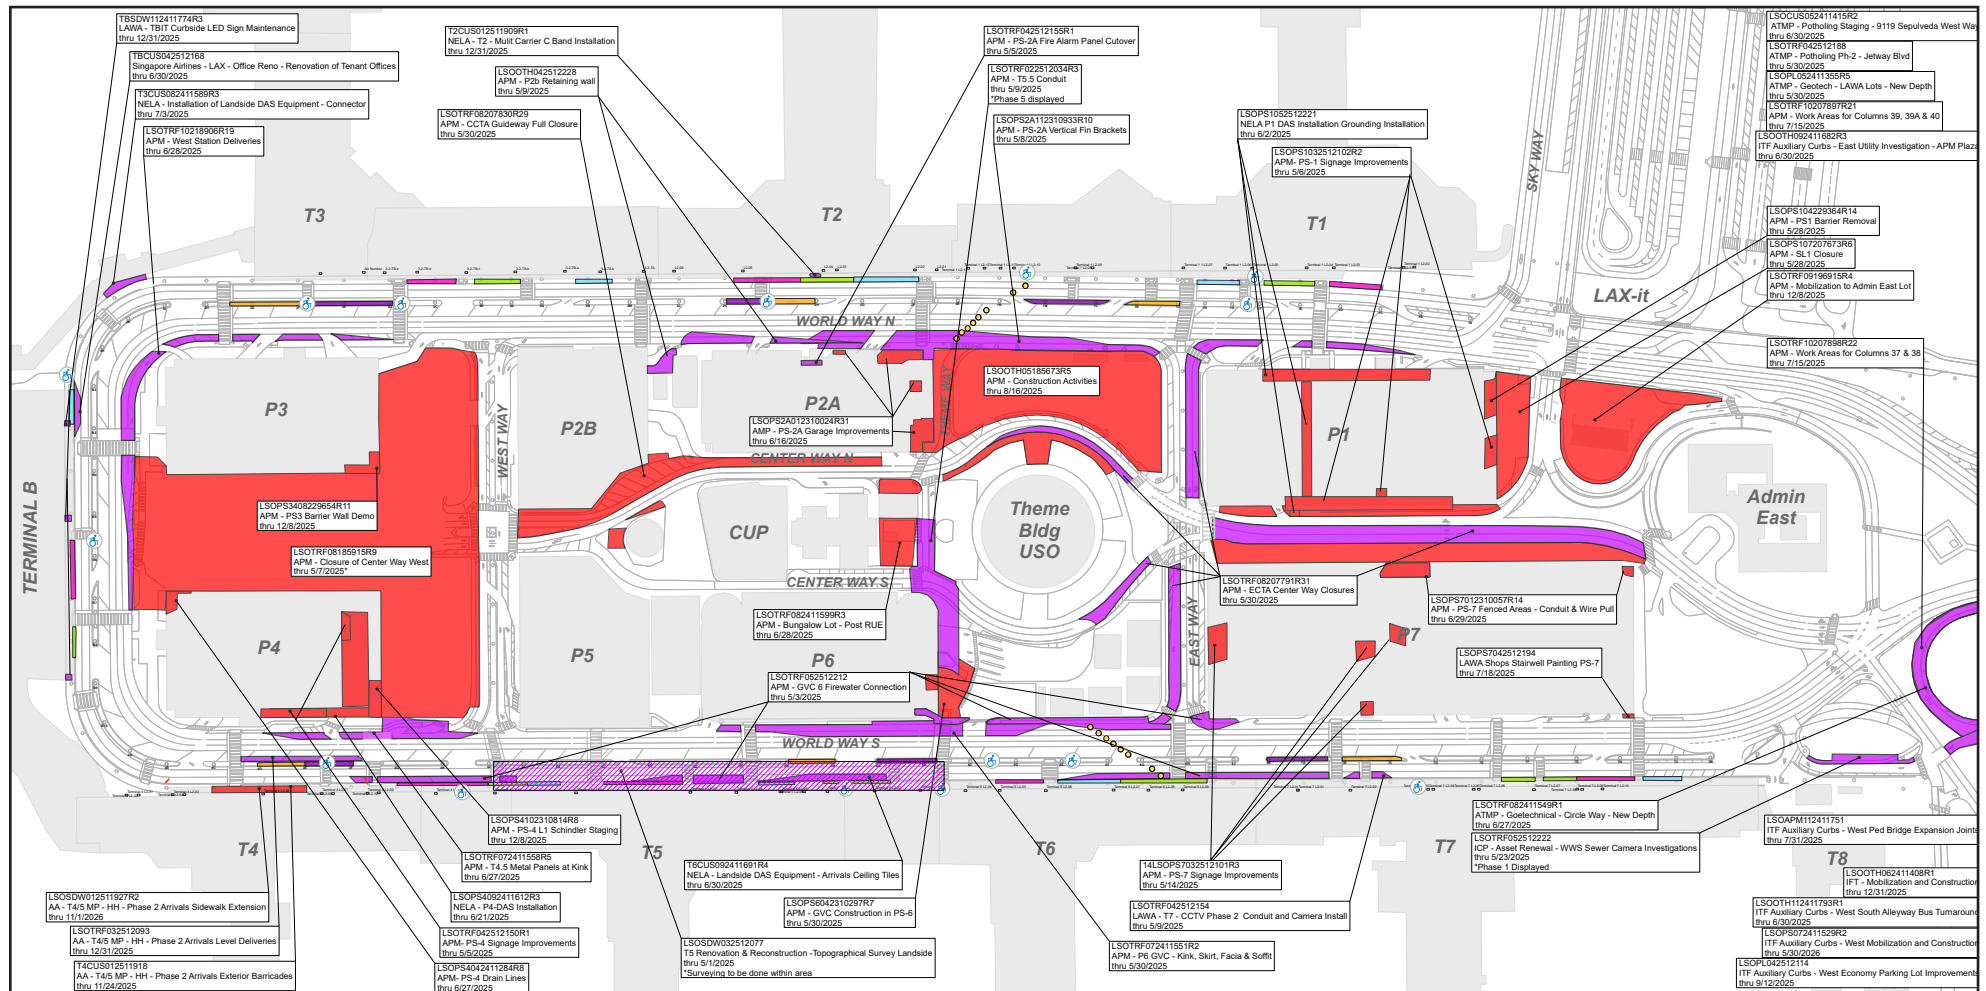 TBSDW112411774R3
LAWA - TBIT Curbside LED Sign Maintenance
thru 12/31/2025
TBCUS042512168
Singapore Airlines - LAX - Office Reno - Renovation of Tenant Offices
thru 6/30/2025
T3CUS082411589R3
NELA - Installation of Landside DAS Equipment - Connector
thru 7/3/2025
LSOTRF10218906R19
APM - West Station Deliveries
thru 6/28/2025
T2CUS012511909R1
NELA - T2 - Mulit Carrier C Band Installation
thru 12/31/2025
LSOOTH042512228
APM - P2b Retaining wall
thru 5/9/2025
LSOTRF08207830R29
APM - CCTA Guideway Full Closure
thru 5/30/2025
LSOTRF042512155R1
APM - PS-2A Fire Alarm Panel Cutover
thru 5/5/2025
LSOTRF022512034R3
APM - T5.5 Conduit
thru 5/9/2025
*Phase 5 displayed
LSOPS2A112310933R10
APM - PS-2A Vertical Fin Brackets
thru 5/8/2025
LSOPS1052512221
NELA P1 DAS Installation Grounding Installation
thru 6/2/2025
LSOPS1032512102R2
APM- PS-1 Signage Improvements
thru 5/6/2025
LSOCUS052411415R2
ATMP - Potholing Staging - 9119 Sepulveda West Way
thru 6/30/2025
LSOTRF042512188
ATMP - Potholing Ph-2 - Jetway Blvd
thru 5/30/2025
LSOPL052411355R5
ATMP - Geotech - LAWA Lots - New Depth
thru 5/30/2025
LSOTRF10207897R21
APM - Work Areas for Columns 39, 39A & 40
thru 7/15/2025
LSOOTH092411682R3
ITF Auxiliary Curbs - East Utility Investigation - APM Plaza
thru 6/30/2025
LSOPS104229364R14
APM - PS1 Barrier Removal
thru 5/28/2025
LSOPS107207673R6
APM - SL1 Closure
thru 5/28/2025
LSOTRF09196915R4
APM - Mobilization to Admin East Lot
thru 12/8/2025
LSOTRF10207898R22
APM - Work Areas for Columns 37 & 38
thru 7/15/2025
T3
T2
T1
SKY WAY
LAX-it
WORLD WAY N
P3
WEST WAY
P2B
P2A
THEME WAY
LSOOTH05185673R5
APM - Construction Activities
thru 8/16/2025
P1
LSOPS2A012310024R31
AMP - PS-2A Garage Improvements
thru 6/16/2025
CENTER WAY N
TERMINAL B
LSOPS3408229654R11
APM - PS3 Barrier Wall Demo
thru 12/8/2025
LSOTRF08185915R9
APM - Closure of Center Way West
thru 5/7/2025*
CUP
Theme
Bldg
USO
Admin
East
CENTER WAY S
LSOTRF082411599R3
APM - Bungalow Lot - Post RUE
thru 6/28/2025
LSOTRF08207791R31
APM - ECTA Center Way Closures
thru 5/30/2025
LSOPS7012310057R14
APM - PS-7 Fenced Areas - Conduit & Wire Pull
thru 6/29/2025
P4
P5
P6
EAST WAY
P7
LSOTRF052512212
APM - GVC 6 Firewater Connection
thru 5/3/2025
LSOPS7042512194
LAWA Shops Stairwell Painting PS-7
thru 7/18/2025
WORLD WAY S
LSOPS4102310814R8
APM - PS-4 L1 Schindler Staging
thru 12/8/2025
LSOTRF072411558R5
APM - T4.5 Metal Panels at Kink
thru 6/27/2025
LSOPS4092411612R3
NELA - P4-DAS Installation
thru 6/21/2025
LSOTRF042512150R1
APM- PS-4 Signage Improvements
thru 5/5/2025
LSOPS4042411284R8
APM- PS-4 Drain Lines
thru 6/27/2025
T4
T5
T6
T7
T8
LSOSDW012511927R2
AA - T4/5 MP - HH - Phase 2 Arrivals Sidewalk Extension
thru 11/1/2026
LSOTRF032512093
AA - T4/5 MP - HH - Phase 2 Arrivals Level Deliveries
thru 12/31/2025
T4CUS012511918
AA - T4/5 MP - HH - Phase 2 Arrivals Exterior Barricades
thru 11/24/2025
T6CUS092411691R4
NELA - Landside DAS Equipment - Arrivals Ceiling Tiles
thru 6/30/2025
LSOPS6042310297R7
APM - GVC Construction in PS-6
thru 5/30/2025
LSOSDW032512077
T5 Renovation & Reconstruction -Topographical Survey Landside
thru 5/1/2025
*Surveying to be done within area
14LSOPS7032512101R3
APM - PS-7 Signage Improvements
thru 5/14/2025
LSOTRF042512154
LAWA - T7 - CCTV Phase 2 Conduit and Camera Install
thru 5/9/2025
LSOTRF072411551R2
APM - P6 GVC - Kink, Skirt, Facia & Soffit
thru 5/30/2025
LSOTRF082411549R1
ATMP - Goetechnical - Circle Way - New Depth
thru 6/27/2025
LSOTRF052512222
ICP - Asset Renewal - WWS Sewer Camera Investigations
thru 5/23/2025
*Phase 1 Displayed
LSOAPM112411751
ITF Auxiliary Curbs - West Ped Bridge Expansion Joints
thru 7/31/2025
LSOOTH062411408R1
IFT - Mobilization and Construction
thru 12/31/2025
LSOOTH112411793R1
ITF Auxiliary Curbs - West South Alleyway Bus Turnaround
thru 6/30/2025
LSOPS072411529R2
ITF Auxiliary Curbs - West Mobilization and Construction
thru 5/30/2026
LSOPL042512114
ITF Auxiliary Curbs - West Economy Parking Lot Improvements
thru 9/12/2025